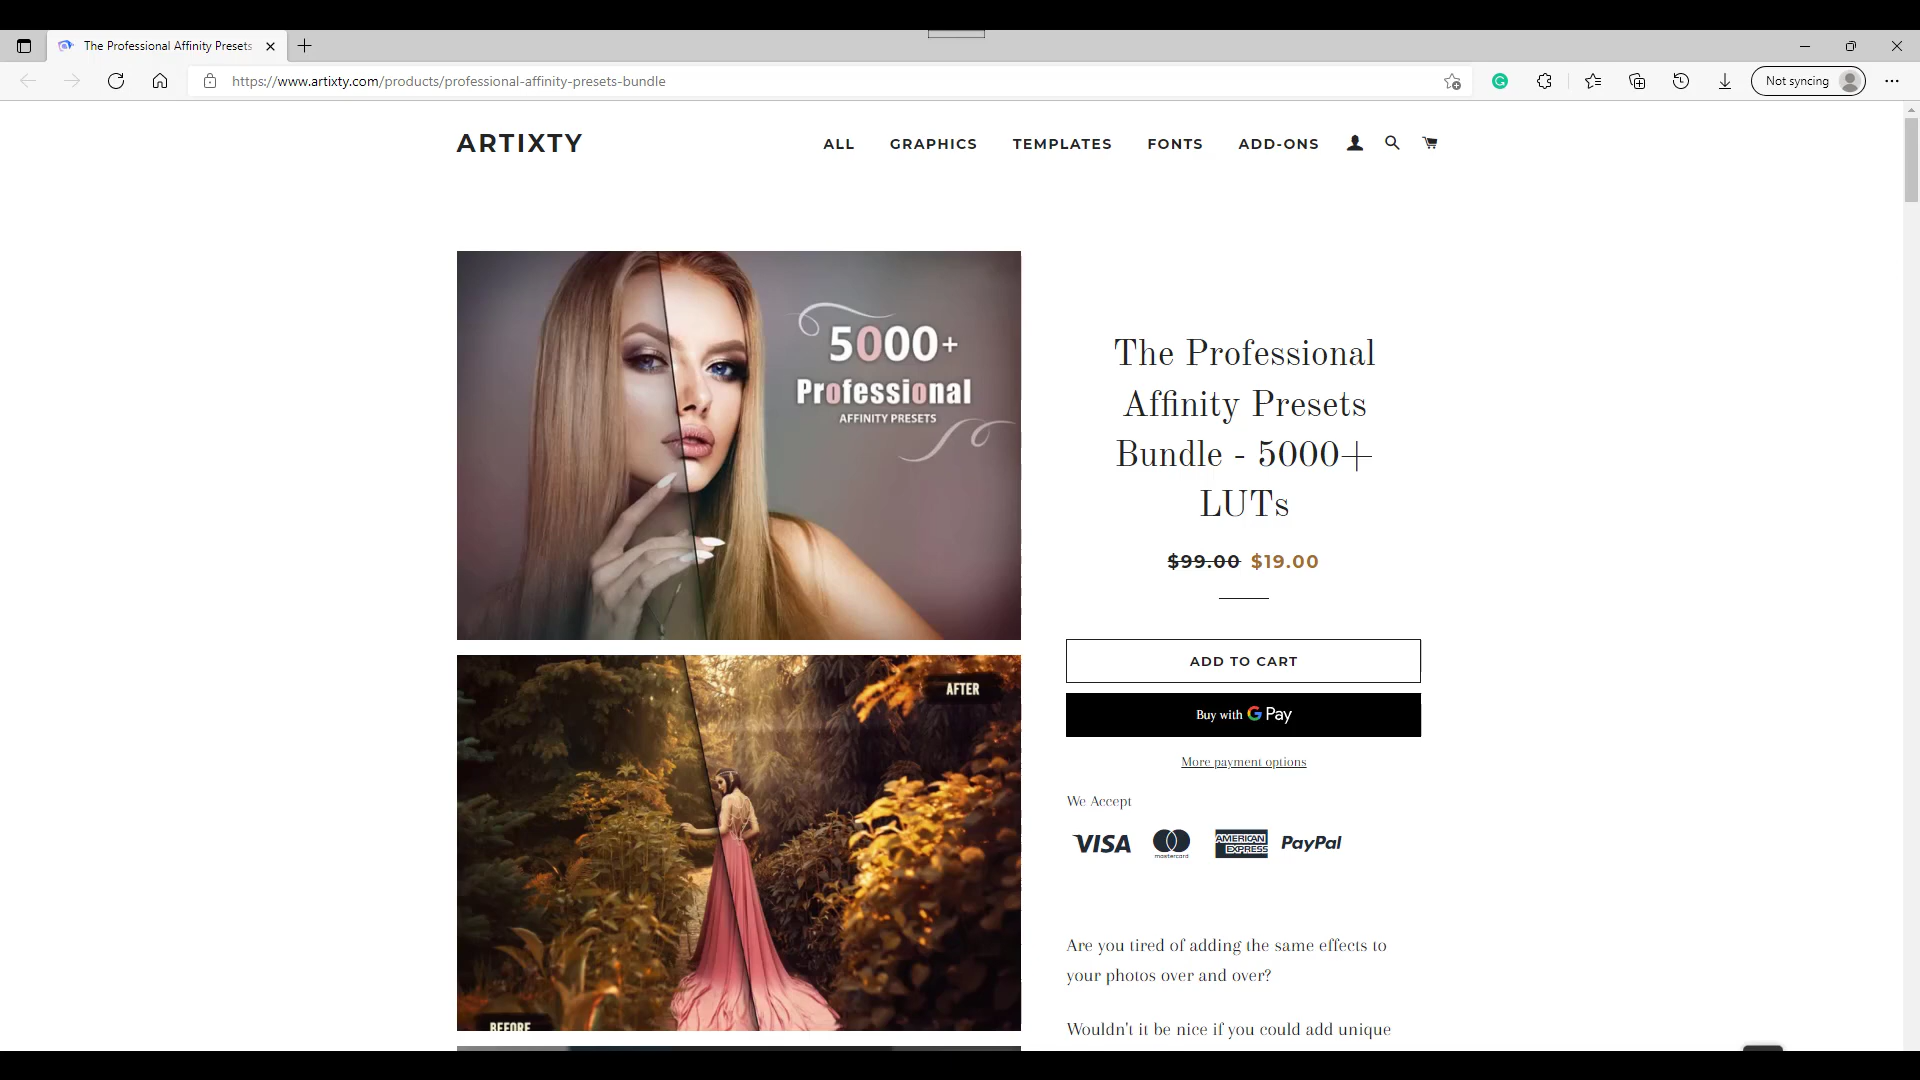 The Professional Affinity Presets
Not syncing
https://www.artixty.com/products/professional-affinity-presets-bundle
ARTIXTY
ALL GRAPHICS TEMPLATES FONTS ADD-ONS
5000+
Professional
AFFINITY PRESETS
The Professional
Affinity Presets
Bundle - 5000+
LUTs
$99.00 $19.00
ADD TO CART
Buy with G Pay
More payment options
We Accept
VISA mastercard AMERICAN EXPRESS PayPal
AFTER
BEFORE
Are you tired of adding the same effects to
your photos over and over?
Wouldn't it be nice if you could add unique